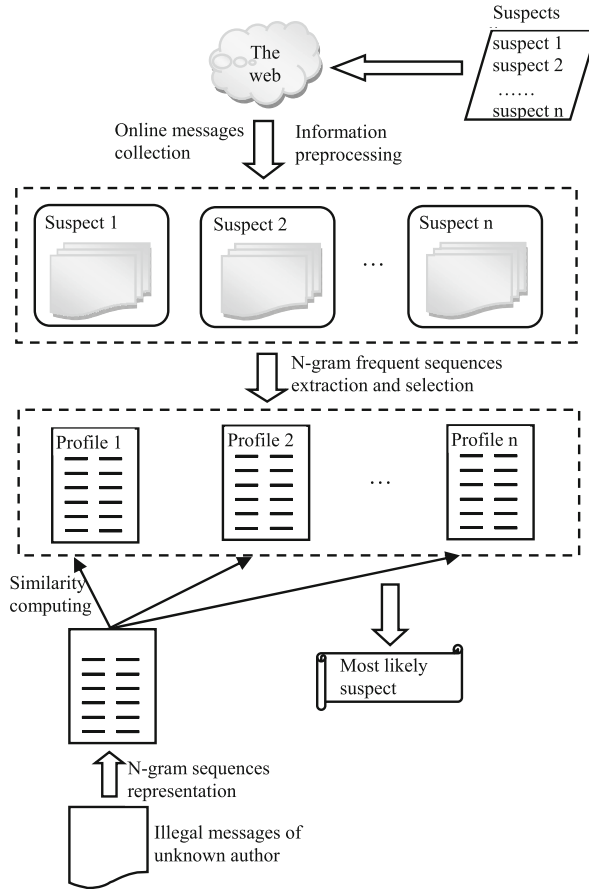 Suspects
suspect 1
suspect 2
……
suspect n
The
web
Online messages
collection
Information
preprocessing
Suspect 1
Suspect 2
…
Suspect n
N-gram frequent sequences
extraction and selection
Profile 1
Profile 2
…
Profile n
Similarity
computing
Most likely
suspect
N-gram sequences
representation
Illegal messages of
unknown author